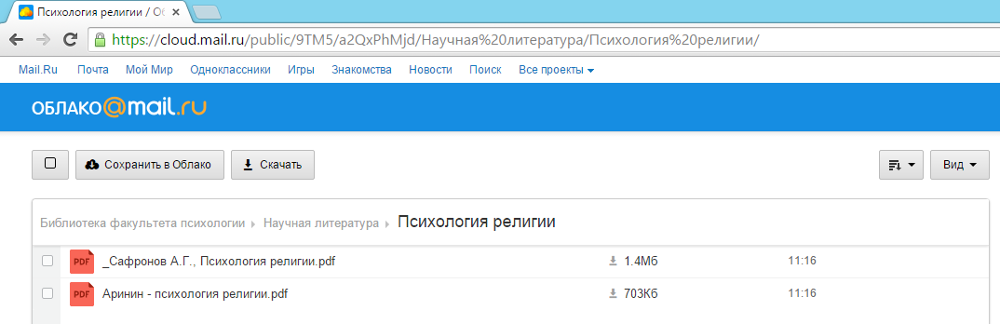 Психология религии / Об
https://cloud.mail.ru/public/9TM5/a2QxPhMjd/Научная%20литература/Психология%20религии/
Mail.Ru Почта Мой Мир Одноклассники Игры Знакомства Новости Поиск Все проекты
ОБЛАКО@mail.ru
Сохранить в Облако Скачать Вид
Библиотека факультета психологии Научная литература Психология религии
PDF _Сафронов А.Г., Психология религии.pdf 1.4Мб 11:16
PDF Аринин - психология религии.pdf 703Кб 11:16